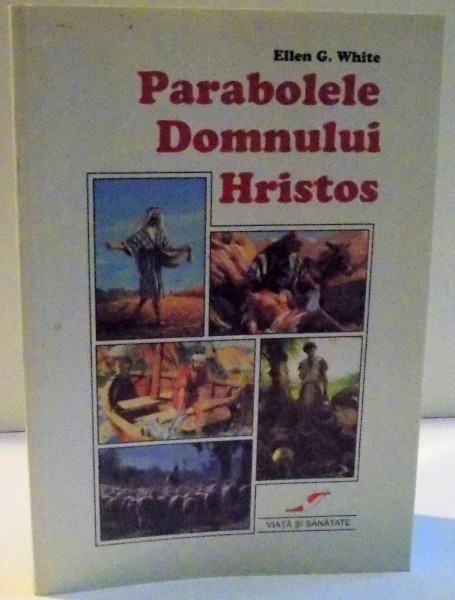 Ellen G. White
Parabolele
Domnului
Hristos
VIAȚĂ ȘI SĂNĂTATE